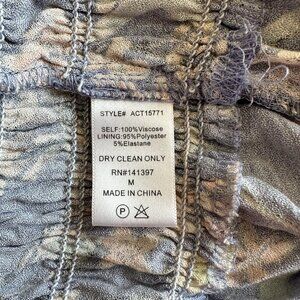 STYLE# ACT15771
SELF:100%Viscose
LINING:95%Polyester
5%Elastane
DRY CLEAN ONLY
RN#141397
M
MADE IN CHINA
P